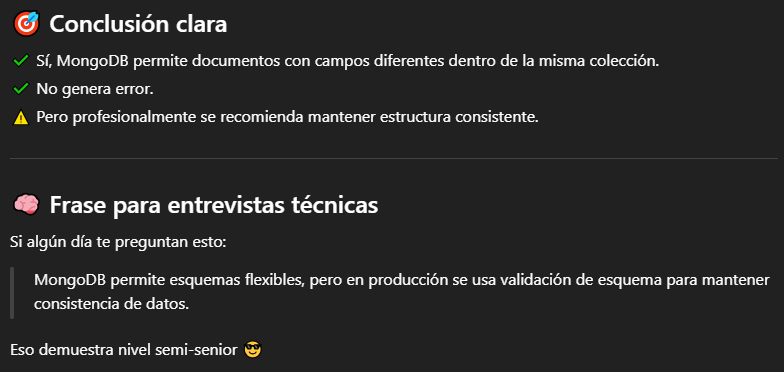 🎯 Conclusión clara
✔ Sí, MongoDB permite documentos con campos diferentes dentro de la misma colección.
✔ No genera error.
⚠ Pero profesionalmente se recomienda mantener estructura consistente.
🧠 Frase para entrevistas técnicas
Si algún día te preguntan esto:
MongoDB permite esquemas flexibles, pero en producción se usa validación de esquema para mantener
consistencia de datos.
Eso demuestra nivel semi-senior 😎